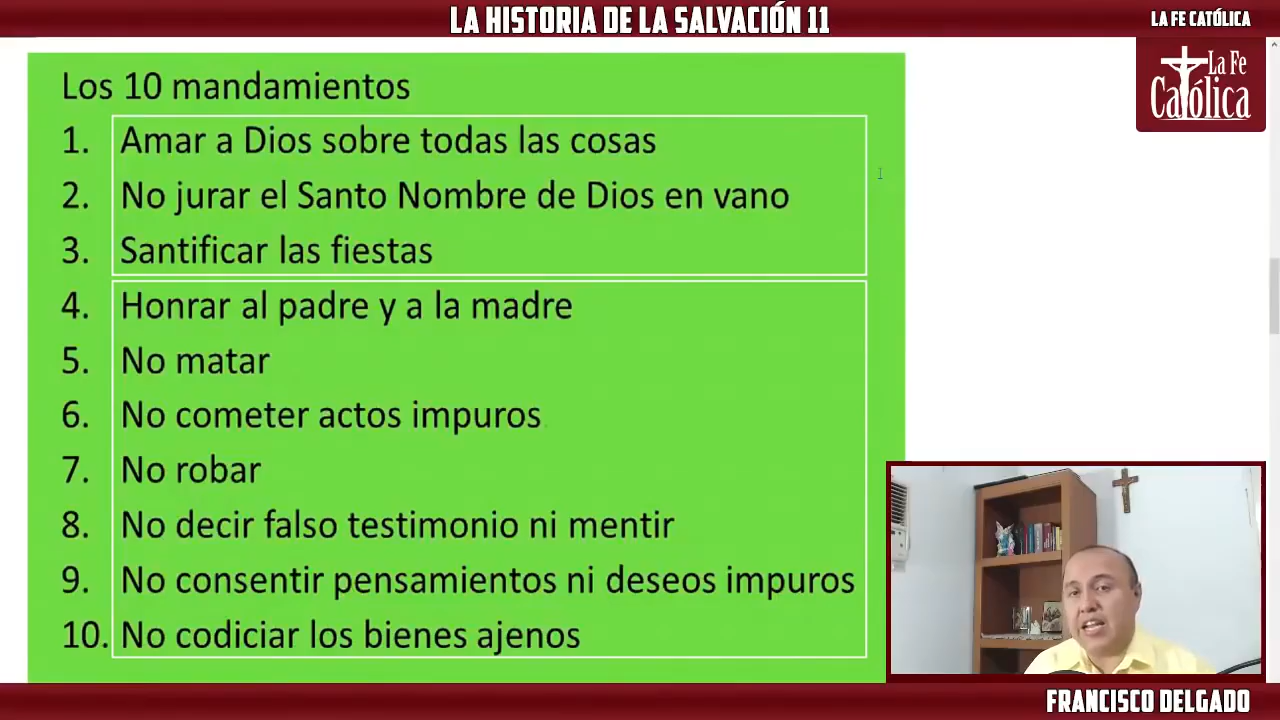 LA HISTORIA DE LA SALVACIÓN 11
LA FE CATÓLICA
La Fe
Católica
Los 10 mandamientos
1. Amar a Dios sobre todas las cosas
2. No jurar el Santo Nombre de Dios en vano
3. Santificar las fiestas
4. Honrar al padre y a la madre
5. No matar
6. No cometer actos impuros
7. No robar
8. No decir falso testimonio ni mentir
9. No consentir pensamientos ni deseos impuros
10. No codiciar los bienes ajenos
FRANCISCO DELGADO